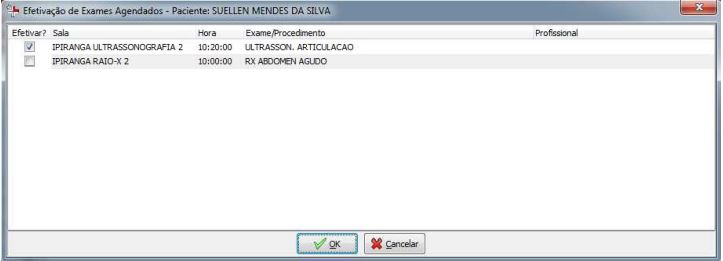 Efetivação de Exames Agendados - Paciente: SUELLEN MENDES DA SILVA
Efetivar? Sala Hora Exame/Procedimento Profissional
IPIRANGA ULTRASSONOGRAFIA 2 10:20:00 ULTRASSON. ARTICULACAO
IPIRANGA RAIO-X 2 10:00:00 RX ABDOMEN AGUDO
OK Cancelar